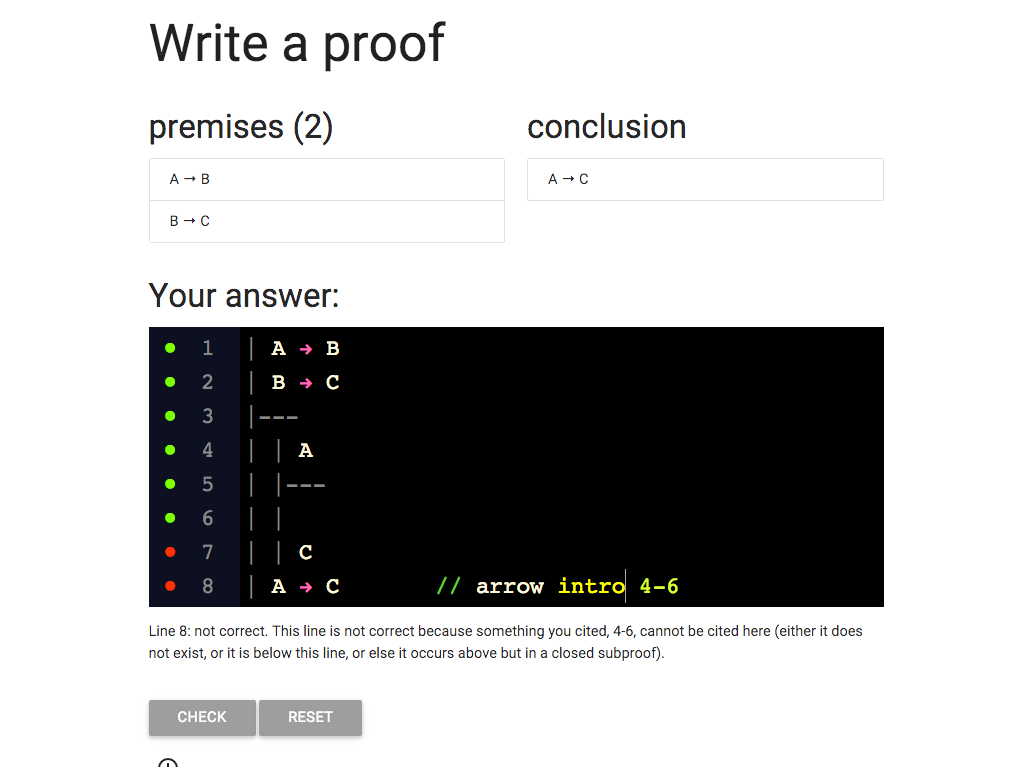 Write a proof
premises (2)
conclusion
A → B
A → C
B → C
Your answer:
1 | A → B
2 | B → C
3 |---
4 | | A
5 | |---
6 | |
7 | | C
8 | A → C // arrow intro 4-6
Line 8: not correct. This line is not correct because something you cited, 4-6, cannot be cited here (either it does
not exist, or it is below this line, or else it occurs above but in a closed subproof).
CHECK
RESET